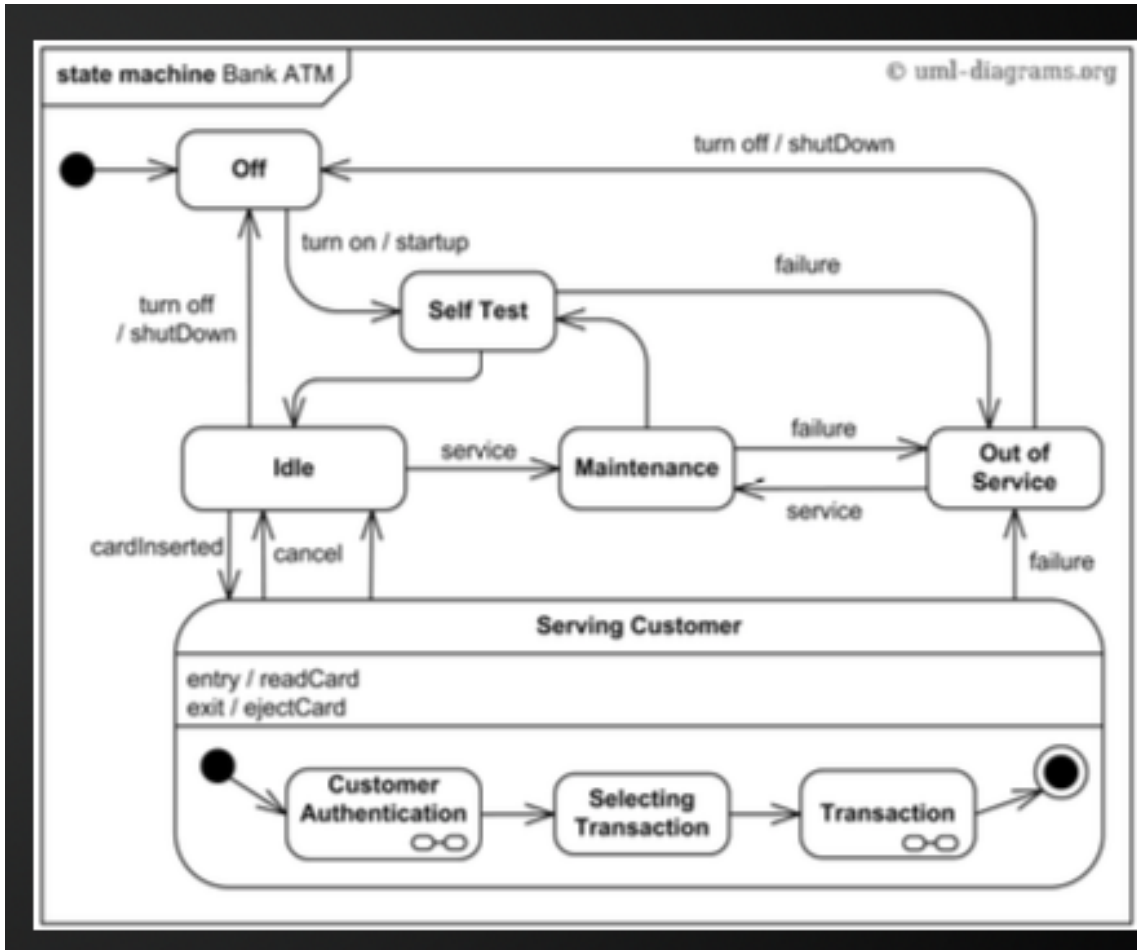 state machine Bank ATM
© uml-diagrams.org
Off
turn off / shutDown
turn on / startup
failure
Self Test
turn off
/ shutDown
Idle
service
Maintenance
failure
service
Out of
Service
cardInserted
cancel
failure
Serving Customer
entry / readCard
exit / ejectCard
Customer
Authentication
Selecting
Transaction
Transaction